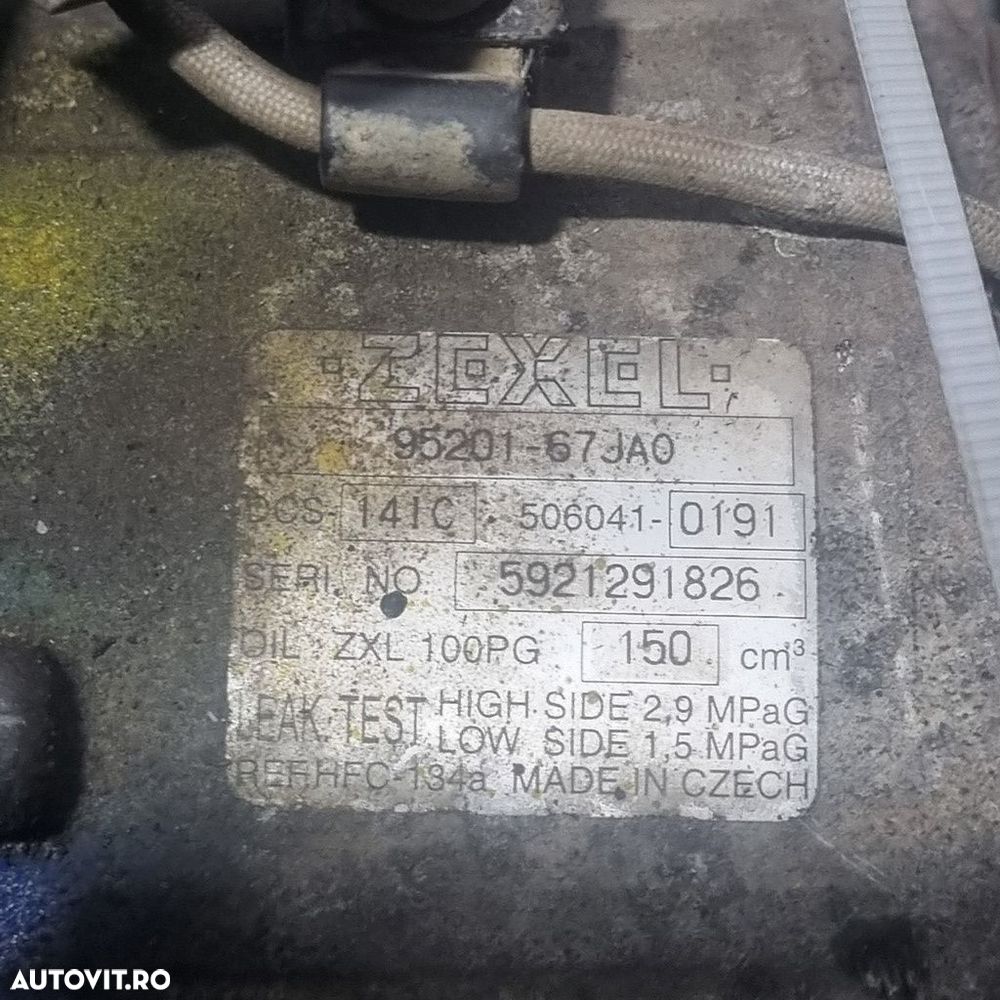 ZEXEL
95201-67JA0
DCS- 141C 506041- 0191
SERI. NO. 5921291826
OIL ZXL 100PG 150 cm³
LEAK TEST HIGH SIDE 2,9 MPaG
LOW SIDE 1,5 MPaG
REF.HFC-134a MADE IN CZECH
AUTOVIT.RO